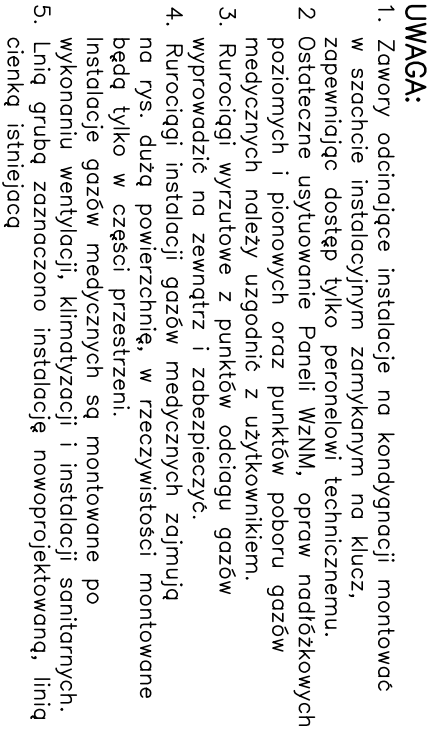 UWAGA:
1. Zawory odcinające instalacje na kondygnacji montować
w szachcie instalacyjnym zamykanym na klucz,
zapewniając dostęp tylko peronelowi technicznemu.
2 Ostateczne usytuowanie Paneli WzNM, opraw nadłóżkowych
poziomych i pionowych oraz punktów poboru gazów
medycznych należy uzgodnić z użytkownikiem.
3. Rurociągi wyrzutowe z punktów odciagu gazów
wyprowadzić na zewnątrz i zabezpieczyć.
4. Rurociągi instalacji gazów medycznych zajmują
na rys. dużą powierzchnię, w rzeczywistości montowane
będą tylko w części przestrzeni.
Instalacje gazów medycznych są montowane po
wykonaniu wentylacji, klimatyzacji i instalacji sanitarnych.
5. Lnią grubą zaznaczono instalację nowoprojektowaną, linią
cienką istniejacą